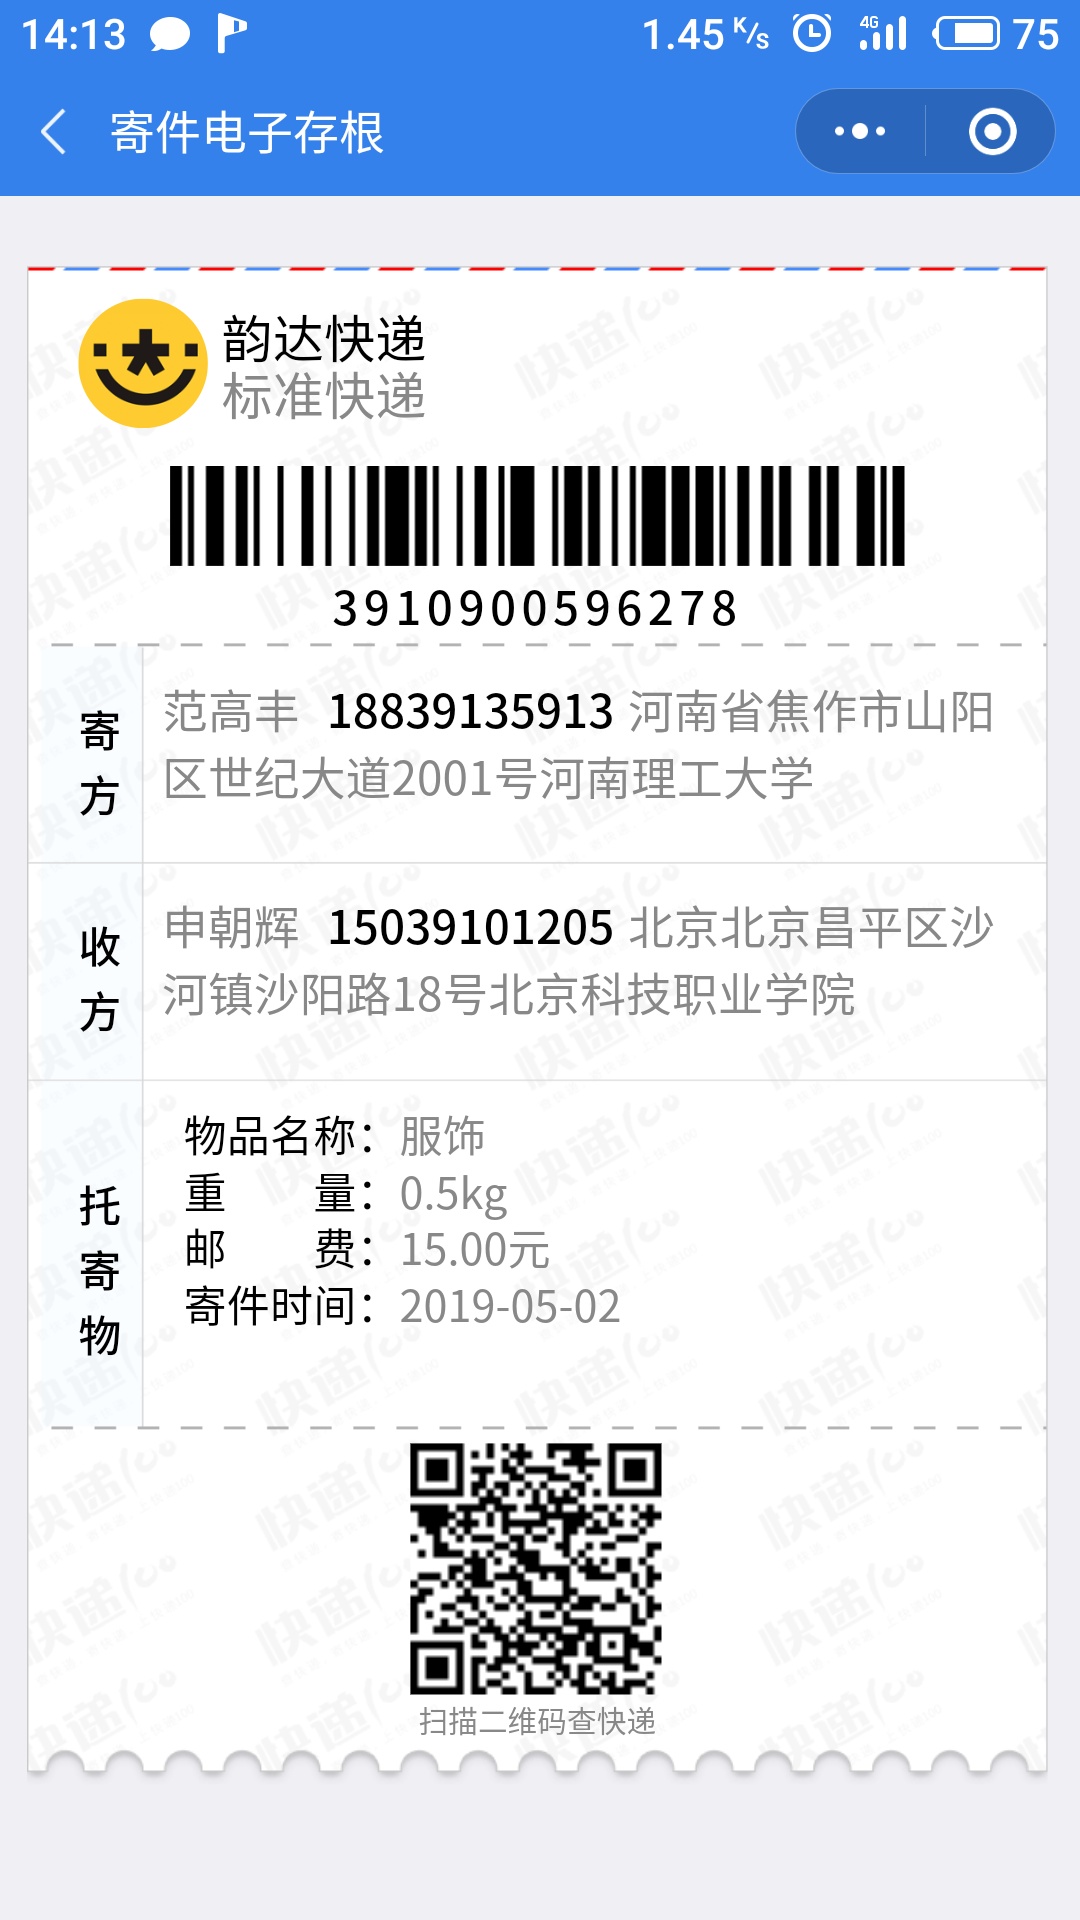 14:13 1.45 K/s 4G 75
寄件电子存根
韵达快递
标准快递
3910900596278
寄方
范高丰 18839135913 河南省焦作市山阳
区世纪大道2001号河南理工大学
收方
申朝辉 15039101205 北京北京昌平区沙
河镇沙阳路18号北京科技职业学院
托寄物
物品名称：服饰
重 量：0.5kg
邮 费：15.00元
寄件时间：2019-05-02
扫描二维码查快递